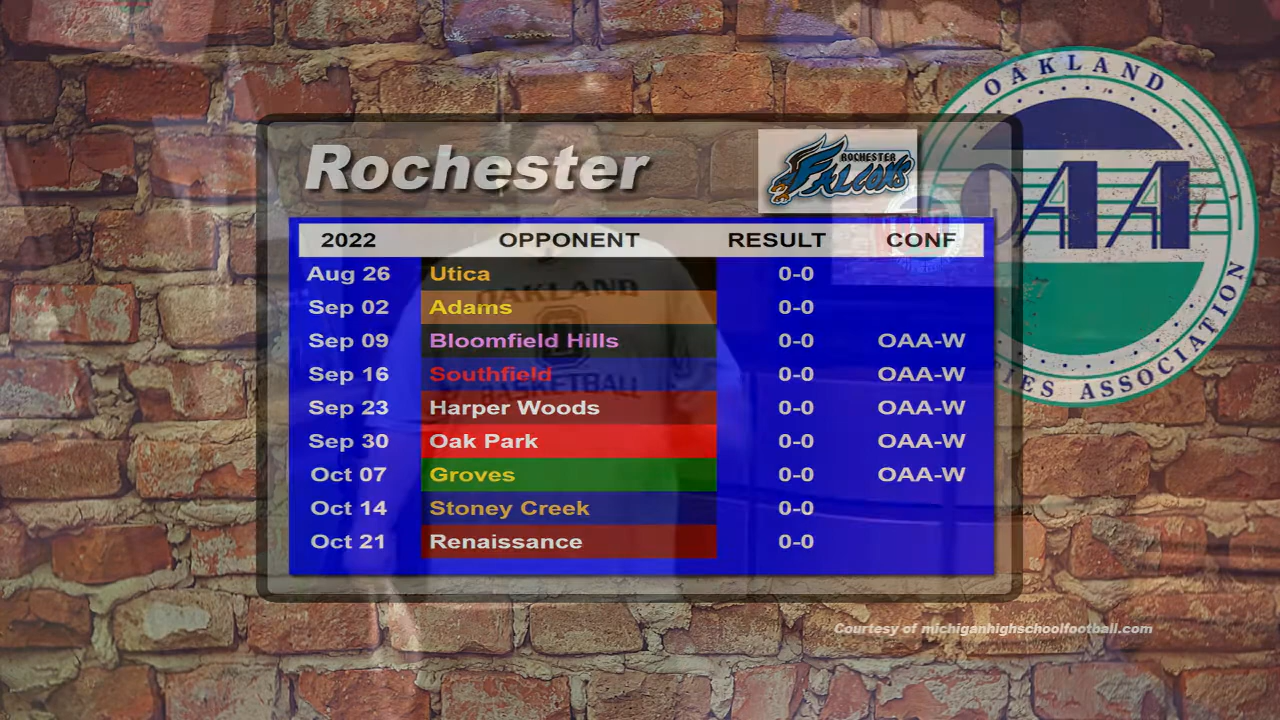 OAKLAND
Rochester
ROCHESTER
FALCONS
OAA
2022 OPPONENT RESULT CONF
Aug 26 Utica 0-0
Sep 02 Adams 0-0
Sep 09 Bloomfield Hills 0-0 OAA-W
Sep 16 Southfield 0-0 OAA-W
Sep 23 Harper Woods 0-0 OAA-W
Sep 30 Oak Park 0-0 OAA-W
Oct 07 Groves 0-0 OAA-W
Oct 14 Stoney Creek 0-0
Oct 21 Renaissance 0-0
OAKLAND
BASKETBALL
ASSOCIATION
Courtesy of michiganhighschoolfootball.com